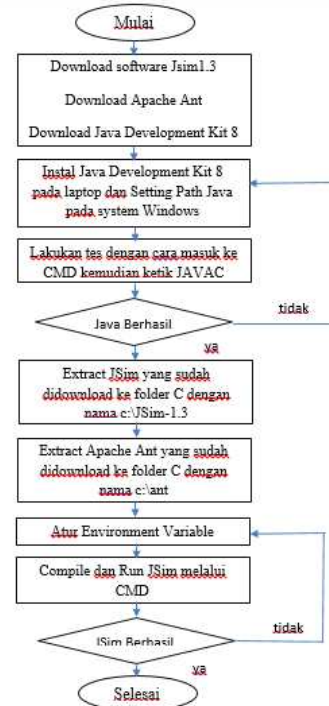 Mulai
Download software Jsim1.3
Download Apache Ant
Download Java Development Kit 8
Instal Java Development Kit 8
pada laptop dan Setting Path Java
pada system Windows
Lakukan tes dengan cara masuk ke
CMD kemudian ketik JAVAC
Java Berhasil
tidak
ya
Extract JSim yang sudah
didownload ke folder C dengan
nama c:\JSim-1.3
Extract Apache Ant yang sudah
didownload ke folder C dengan
nama c:\ant
Atur Environment Variable
Compile dan Run JSim melalui
CMD
JSim Berhasil
tidak
ya
Selesai